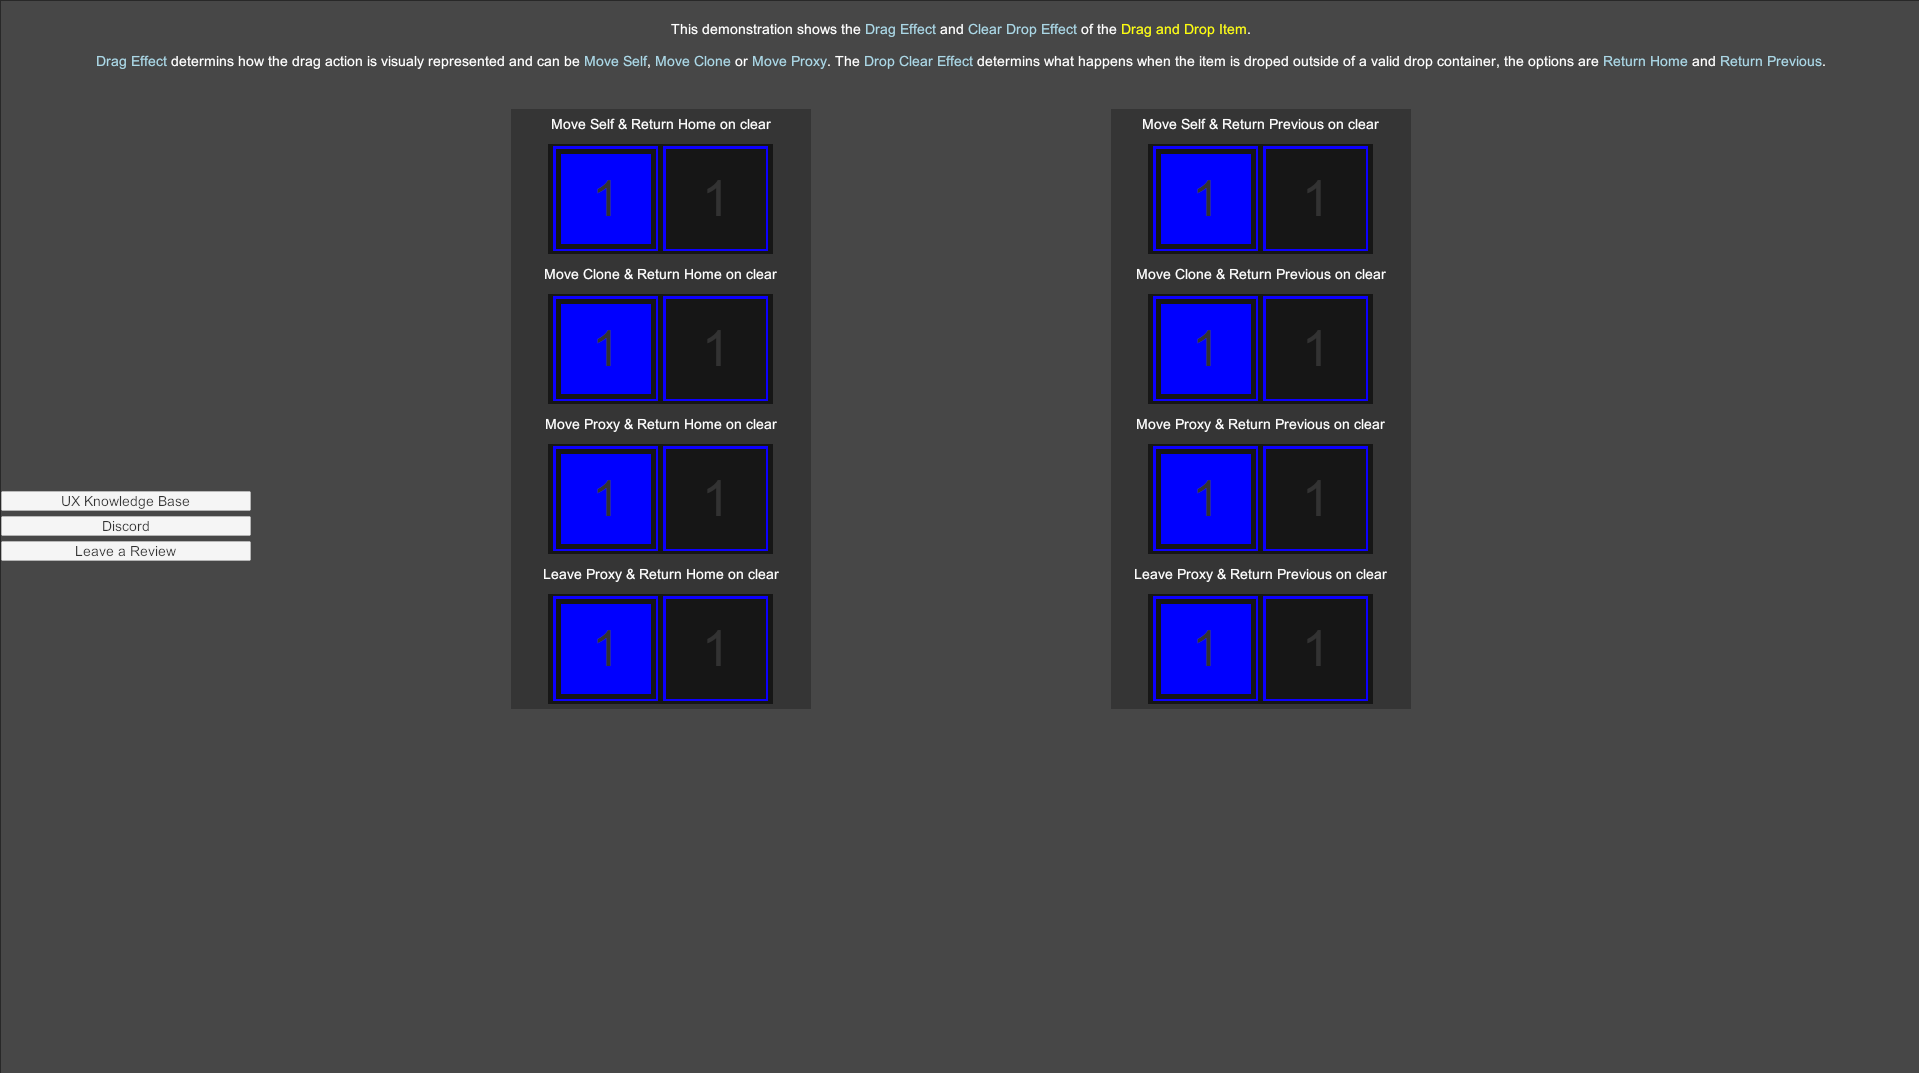 This demonstration shows the Drag Effect and Clear Drop Effect of the Drag and Drop Item.
Drag Effect determins how the drag action is visualy represented and can be Move Self, Move Clone or Move Proxy. The Drop Clear Effect determins what happens when the item is droped outside of a valid drop container, the options are Return Home and Return Previous.
Move Self & Return Home on clear
1 1
Move Clone & Return Home on clear
1 1
Move Proxy & Return Home on clear
1 1
Leave Proxy & Return Home on clear
1 1
Move Self & Return Previous on clear
1 1
Move Clone & Return Previous on clear
1 1
Move Proxy & Return Previous on clear
1 1
Leave Proxy & Return Previous on clear
1 1
UX Knowledge Base
Discord
Leave a Review